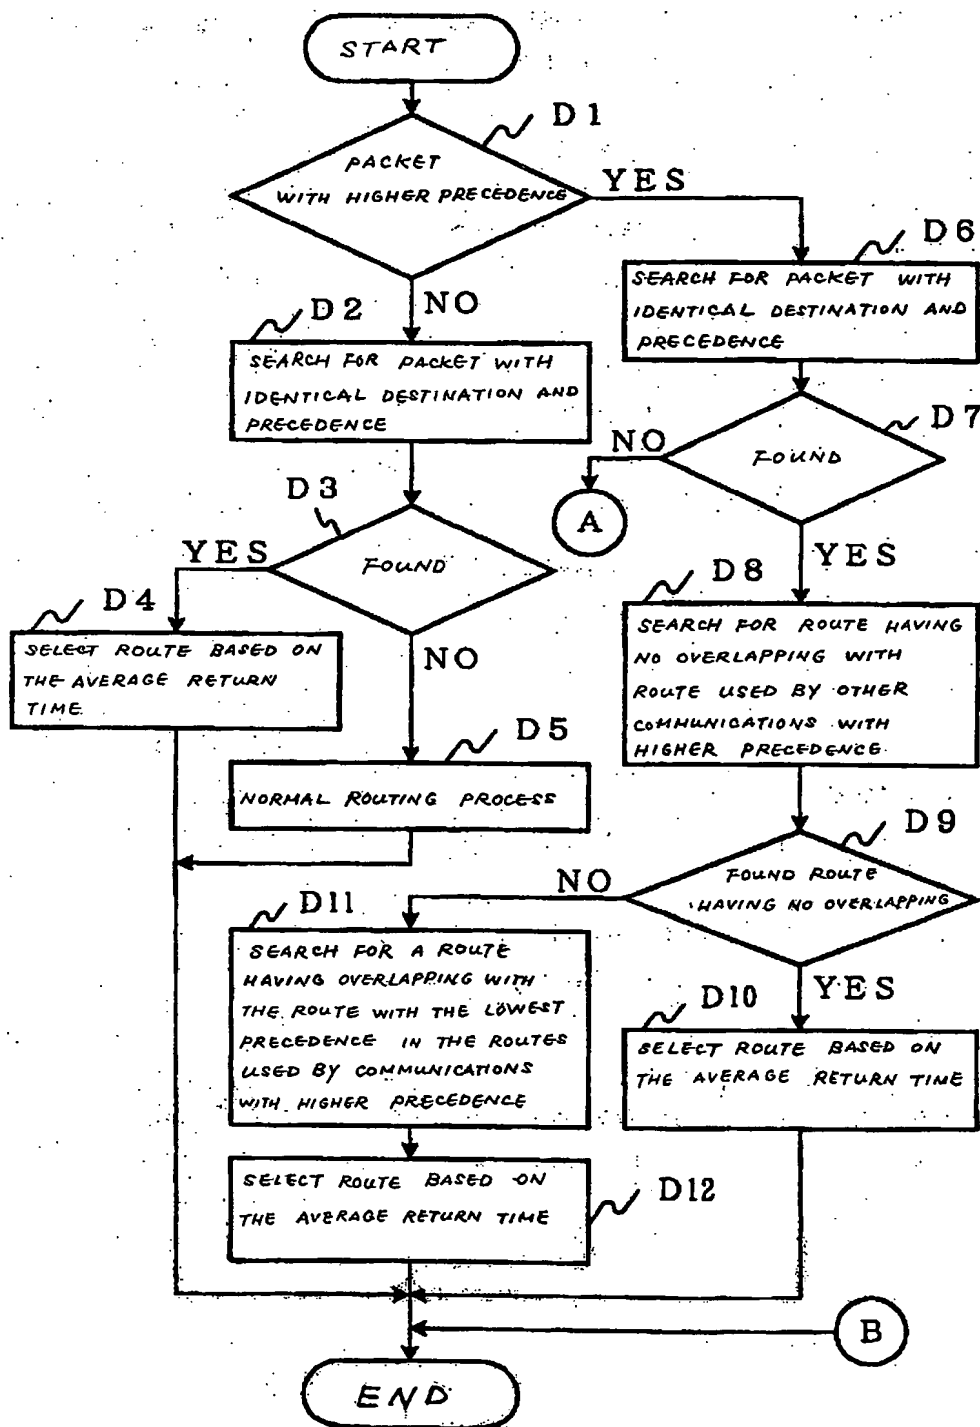 START
D1
PACKET
WITH HIGHER PRECEDENCE
YES
NO
D6
SEARCH FOR PACKET WITH
IDENTICAL DESTINATION AND
PRECEDENCE
D2
SEARCH FOR PACKET WITH
IDENTICAL DESTINATION AND
PRECEDENCE
D7
FOUND
NO
A
YES
D3
FOUND
YES
NO
D4
SELECT ROUTE BASED ON
THE AVERAGE RETURN
TIME.
D8
SEARCH FOR ROUTE HAVING
NO OVERLAPPING WITH
ROUTE USED BY OTHER
COMMUNICATIONS WITH
HIGHER PRECEDENCE.
D5
NORMAL ROUTING PROCESS
D9
FOUND ROUTE
HAVING NO OVERLAPPING
NO
YES
D11
SEARCH FOR A ROUTE
HAVING OVERLAPPING WITH
THE ROUTE WITH THE LOWEST
PRECEDENCE IN THE ROUTES
USED BY COMMUNICATIONS
WITH HIGHER PRECEDENCE
D10
SELECT ROUTE BASED ON
THE AVERAGE RETURN TIME
D12
SELECT ROUTE BASED ON
THE AVERAGE RETURN TIME
B
END